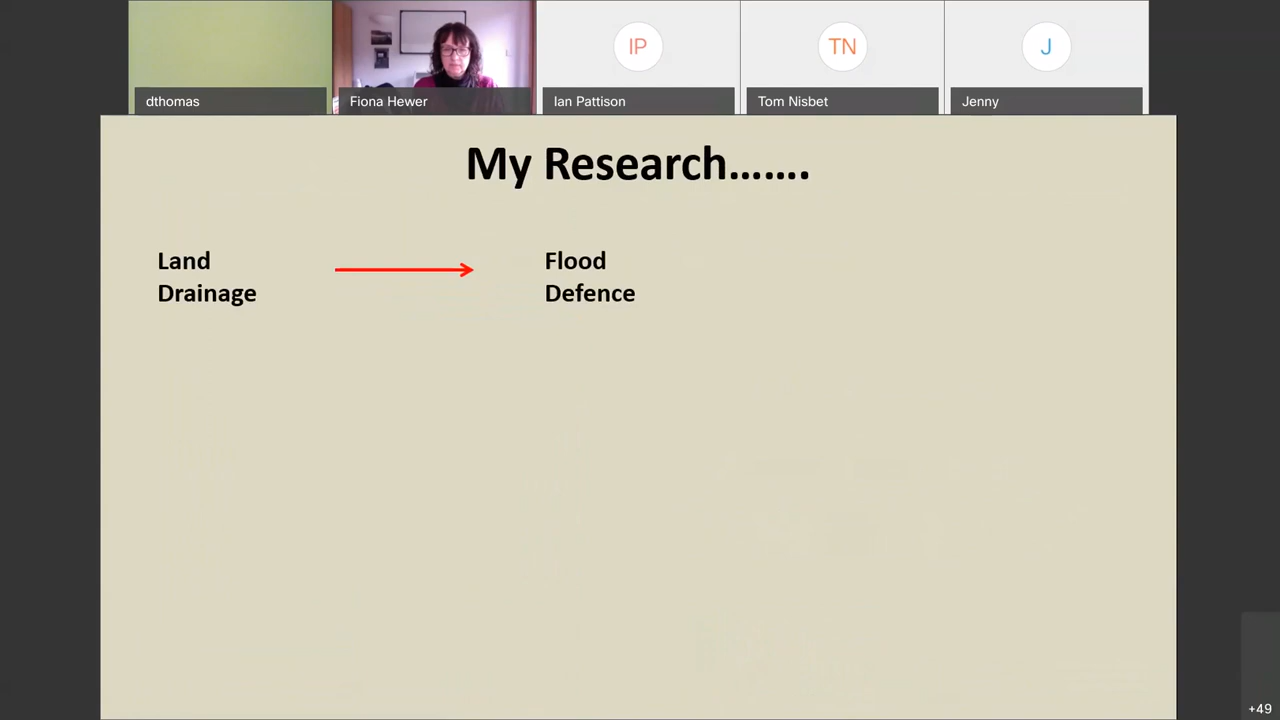 IP
TN
J
dthomas
Fiona Hewer
Ian Pattison
Tom Nisbet
Jenny
My Research.......
Land
Drainage
Flood
Defence
+49